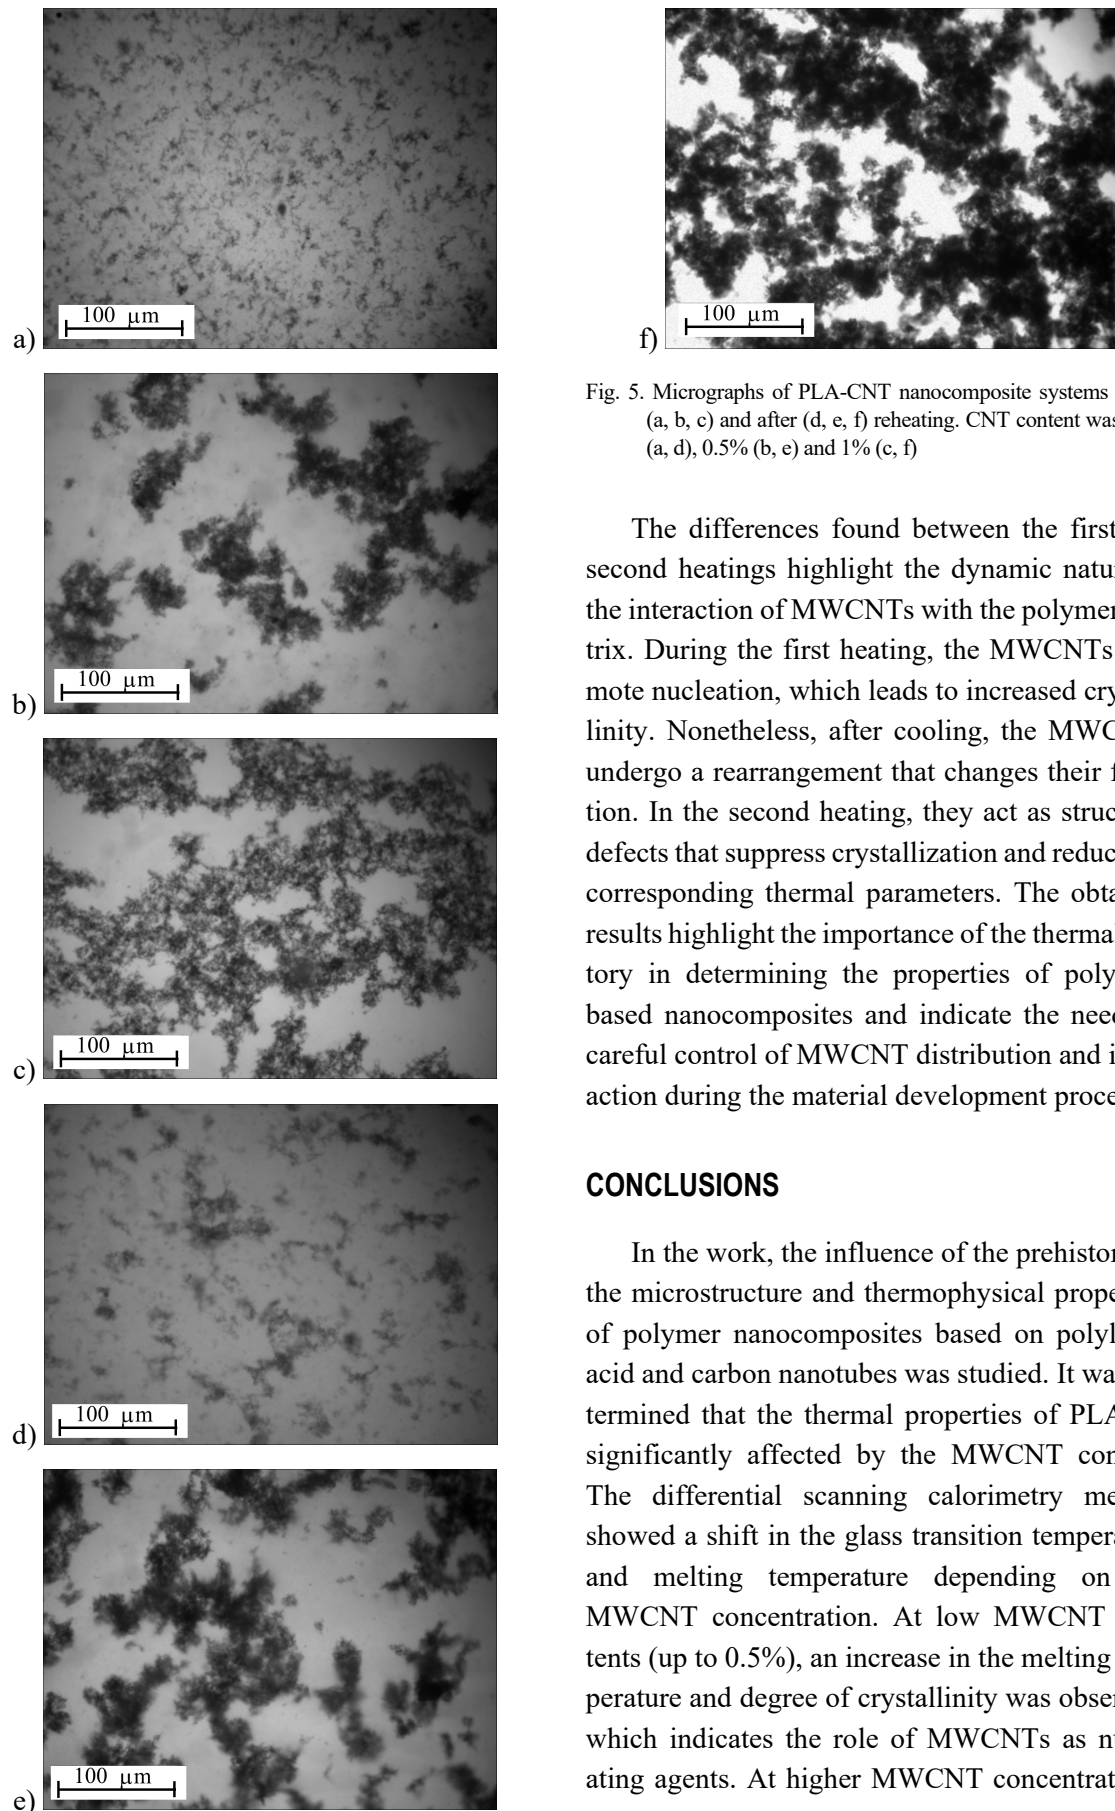 100 µm
a)
100 µm
b)
100 µm
c)
100 µm
d)
100 µm
e)
100 µm
f)
Fig. 5. Micrographs of PLA-CNT nanocomposite systems
(a, b, c) and after (d, e, f) reheating. CNT content was
(a, d), 0.5% (b, e) and 1% (c, f)
The differences found between the first
second heatings highlight the dynamic natu
the interaction of MWCNTs with the polymer
trix. During the first heating, the MWCNTs
mote nucleation, which leads to increased cry
linity. Nonetheless, after cooling, the MWC
undergo a rearrangement that changes their f
tion. In the second heating, they act as struc
defects that suppress crystallization and reduc
corresponding thermal parameters. The obta
results highlight the importance of the thermal
tory in determining the properties of poly
based nanocomposites and indicate the need
careful control of MWCNT distribution and i
action during the material development proce
CONCLUSIONS
In the work, the influence of the prehistor
the microstructure and thermophysical prope
of polymer nanocomposites based on polyl
acid and carbon nanotubes was studied. It wa
termined that the thermal properties of PLA
significantly affected by the MWCNT con
The differential scanning calorimetry me
showed a shift in the glass transition tempera
and melting temperature depending on
MWCNT concentration. At low MWCNT
tents (up to 0.5%), an increase in the melting
perature and degree of crystallinity was obser
which indicates the role of MWCNTs as n
ating agents. At higher MWCNT concentrat